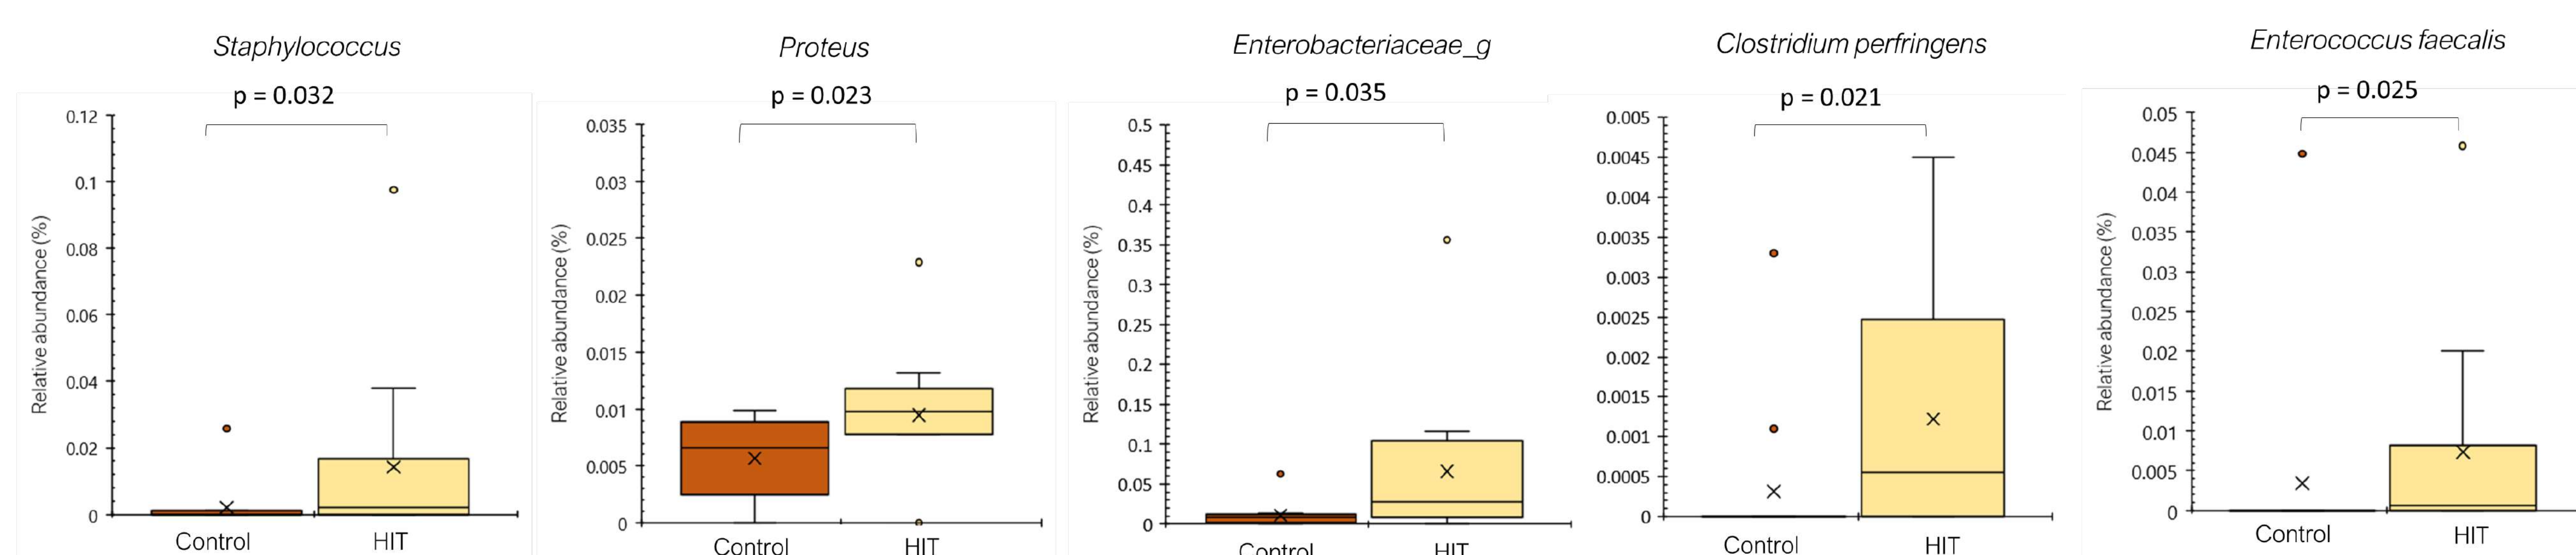 Staphylococcus
p = 0.032
0.12
0.1
0.08
0.06
0.04
0.02
0
Relative abundance (%)
Control HIT
Proteus
p = 0.023
0.035
0.03
0.025
0.02
0.015
0.01
0.005
0
Relative abundance (%)
Control HIT
Enterobacteriaceae_g
p = 0.035
0.5
0.45
0.4
0.35
0.3
0.25
0.2
0.15
0.1
0.05
0
Relative abundance (%)
Control HIT
Clostridium perfringens
p = 0.021
0.005
0.0045
0.004
0.0035
0.003
0.0025
0.002
0.0015
0.001
0.0005
0
Control HIT
Enterococcus faecalis
p = 0.025
0.05
0.045
0.04
0.035
0.03
0.025
0.02
0.015
0.01
0.005
0
Relative abundance (%)
Control HIT